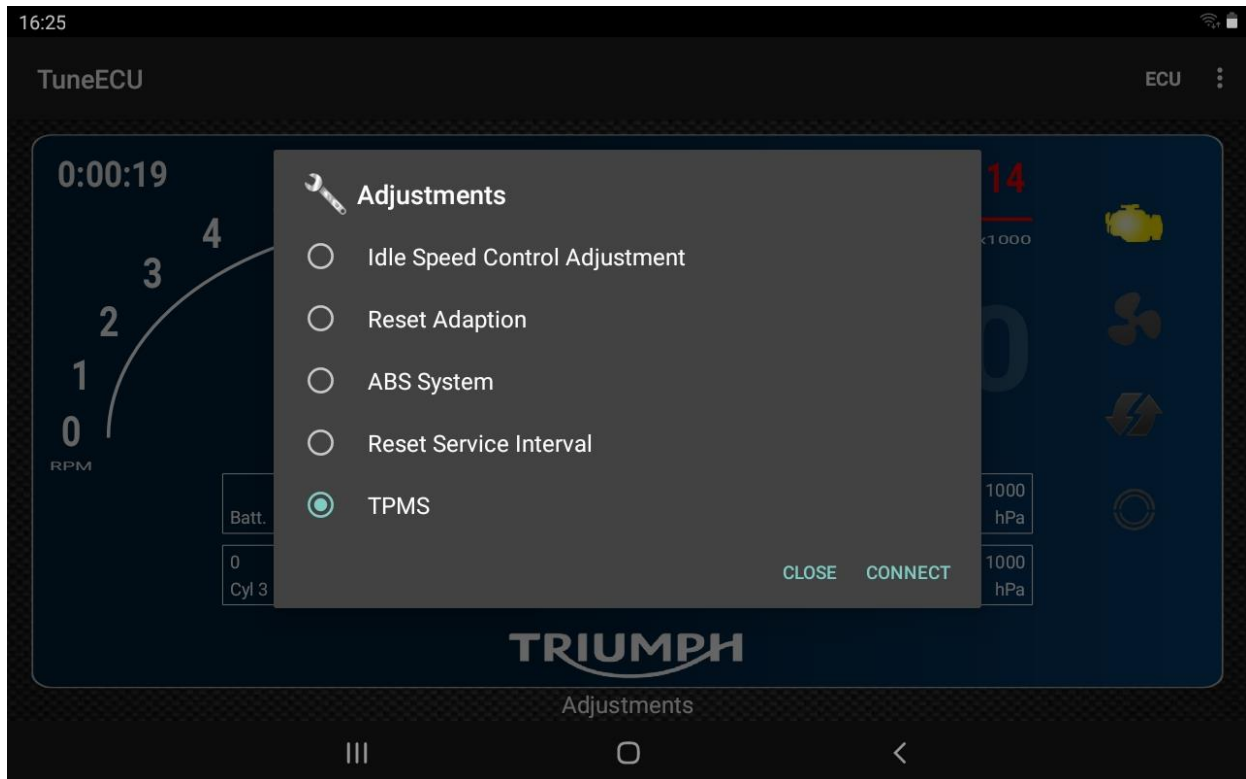 16:25
TuneECU
ECU
0:00:19
14
x1000
4
3
2
1
0
RPM
0
Adjustments
Idle Speed Control Adjustment
Reset Adaption
ABS System
Reset Service Interval
TPMS
CLOSE CONNECT
Batt.
1000
hPa
0
Cyl 3
1000
hPa
TRIUMPH
Adjustments